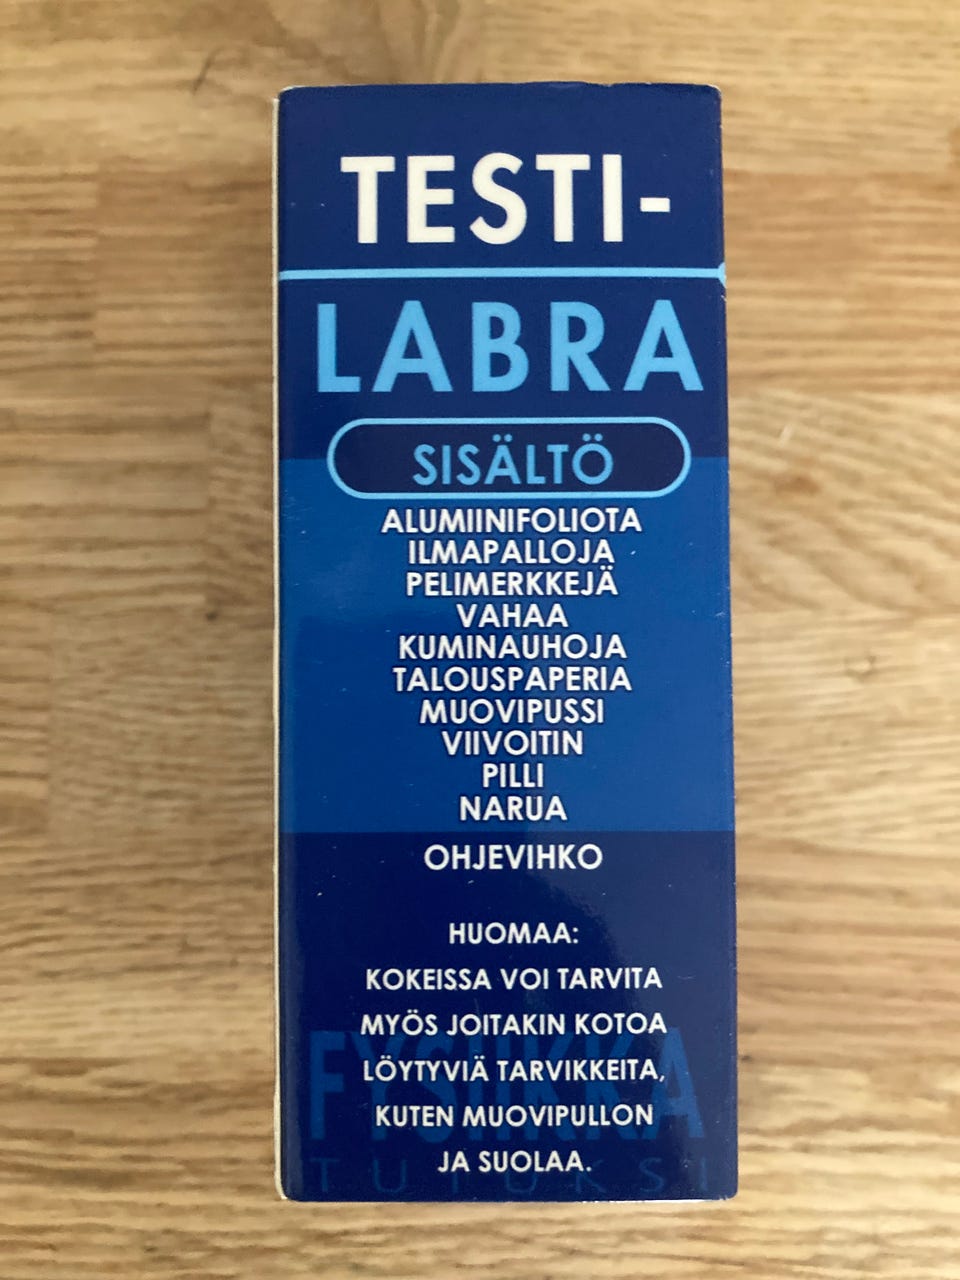 TESTI-
LABRA
SISÄLTÖ
ALUMIINIFOLIOTA
ILMAPALLOJA
PELIMERKKEJÄ
VAHAA
KUMINAUHOJA
TALOUSPAPERIA
MUOVIPUSSI
VIIVOITIN
PILLI
NARUA
OHJEVIHKO
HUOMAA:
KOKEISSA VOI TARVITA
MYÖS JOITAKIN KOTOA
LÖYTYVIÄ TARVIKKEITA,
KUTEN MUOVIPULLON
JA SUOLAA.
FYSIIKKA
TUTUKSI